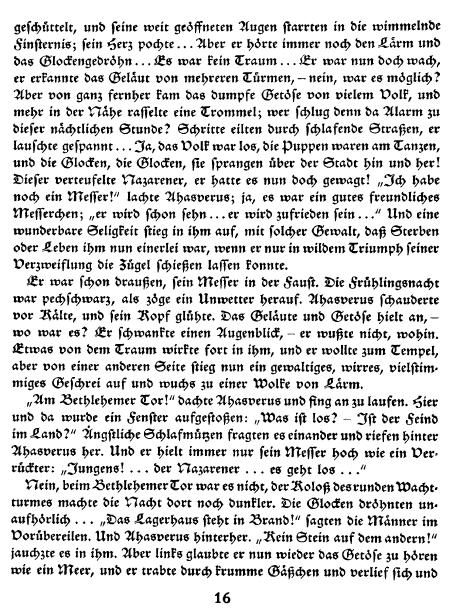 geschüttelt, und seine weit geöffneten Augen starrten in die wimmelnde
Finsternis; sein Herz pochte... Aber er hörte immer noch den Lärm und
das Glockengedröhn... Es war kein Traum... Er war nun doch wach,
er erkannte das Geläut von mehreren Türmen, – nein, war es möglich?
Aber von ganz fernher kam das dumpfe Getöse von vielem Volk, und
mehr in der Nähe rasselte eine Trommel; wer schlug denn da Alarm zu
dieser nächtlichen Stunde? Schritte eilten durch schlafende Straßen, er
lauschte gespannt... Ja, das Volk war los, die Puppen waren am Tanzen,
und die Glocken, die Glocken, sie sprangen über der Stadt hin und her!
Dieser verteufelte Nazarener, er hatte es nun doch gewagt! „Ich habe
noch ein Messer!“ lachte Ahasverus; ja, es war ein gutes freundliches
Messerchen; „er wird schon sehn... er wird zufrieden sein...“ Und eine
wunderbare Seligkeit stieg in ihm auf, mit solcher Gewalt, daß Sterben
oder Leben ihm nun einerlei war, wenn er nur in wildem Triumph seiner
Verzweiflung die Zügel schießen lassen konnte.
Er war schon draußen, sein Messer in der Faust. Die Frühlingsnacht
war pechschwarz, als zöge ein Unwetter herauf. Ahasverus schauderte
vor Kälte, und sein Kopf glühte. Das Geläute und Getöse hielt an, –
wo war es? Er schwankte einen Augenblick, – er wußte nicht, wohin.
Etwas von dem Traum wirkte fort in ihm, und er wollte zum Tempel,
aber von einer anderen Seite stieg nun ein gewaltiges, wirres, vielstim-
miges Geschrei auf und wuchs zu einer Wolke von Lärm.
„Am Bethlehemer Tor!“ dachte Ahasverus und fing an zu laufen. Hier
und da wurde ein Fenster aufgestoßen: „Was ist los? – Ist der Feind
im Land?“ Ängstliche Schlafmützen fragten es einander und riefen hinter
Ahasverus her. Und er hielt immer nur sein Messer hoch wie ein Ver-
rückter: „Jungens! ... der Nazarener ... es geht los ...“
Nein, beim Bethlehemer Tor war es nicht, der Koloß des runden Wacht-
turmes machte die Nacht dort noch dunkler. Die Glocken dröhnten un-
aufhörlich ... „Das Lagerhaus steht in Brand!“ sagten die Männer im
Vorübereilen. Und Ahasverus hinterher. „Kein Stein auf dem andern!“
jauchzte es in ihm. Aber links glaubte er nun wieder das Getöse zu hören
wie ein Meer, und er trabte durch krumme Gäßchen und verlief sich und
16